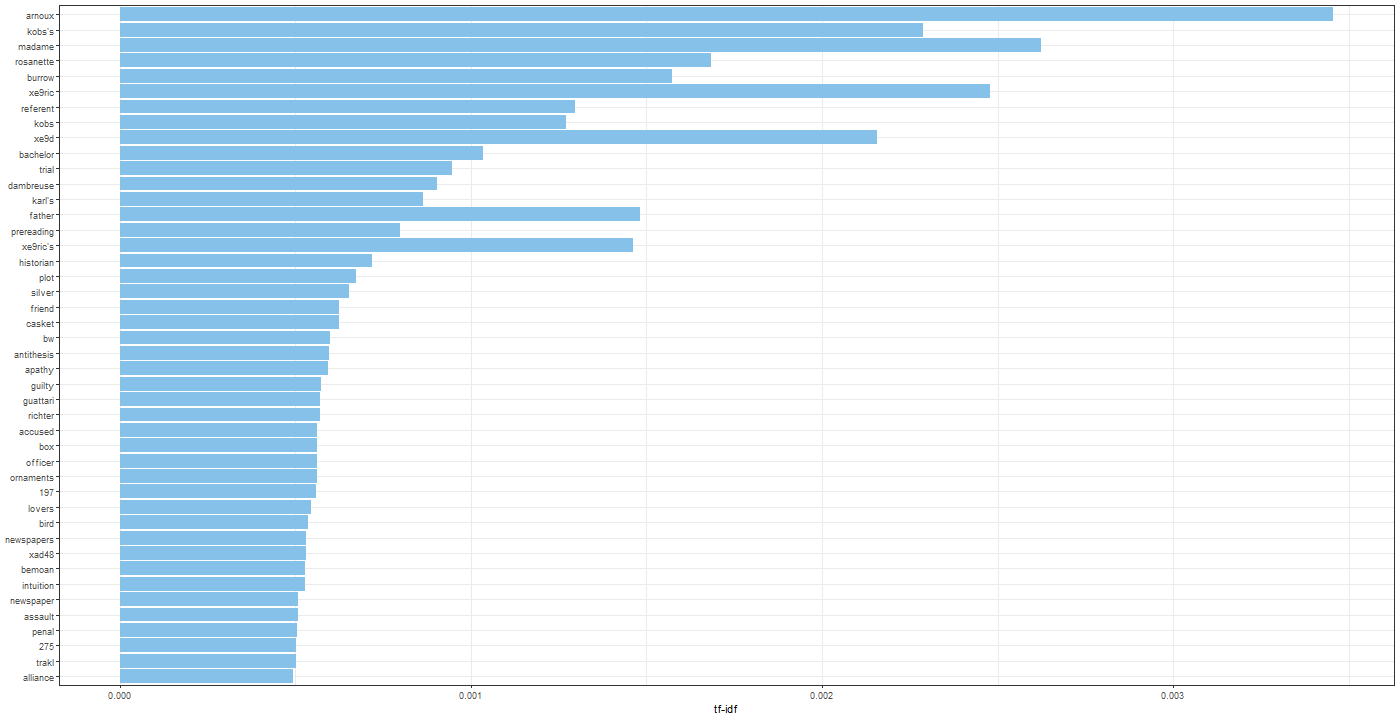 arnoux
kobs's
madame
rosanette
burrow
xe9ric
referent
kobs
xe9d
bachelor
trial
dambreuse
karl's
father
prereading
xe9ric's
historian
plot
silver
friend
casket
bw
antithesis
apathy
guilty
guattari
richter
accused
box
officer
ornaments
197
lovers
bird
newspapers
xad48
bemoan
intuition
newspaper
assault
penal
275
trakl
alliance
0.000 0.001 0.002 0.003
tf-idf